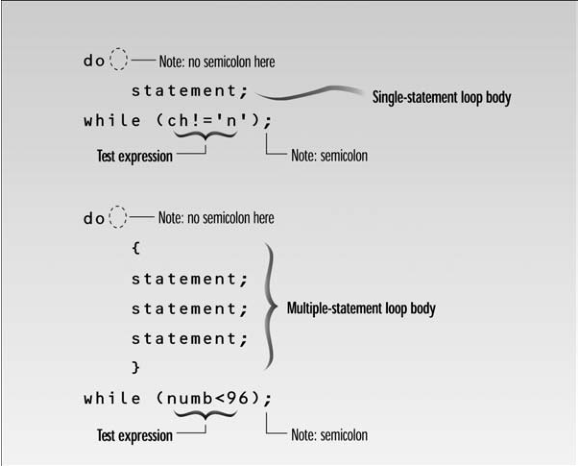 do Note: no semicolon here
statement; Single-statement loop body
while (ch!='n');
Test expression Note: semicolon
do Note: no semicolon here
{
statement;
statement; Multiple-statement loop body
statement;
}
while (numb<96);
Test expression Note: semicolon